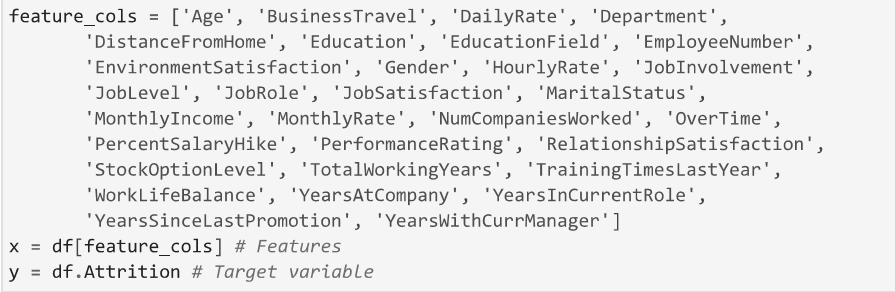 feature_cols = ['Age', 'BusinessTravel', 'DailyRate', 'Department',
'DistanceFromHome', 'Education', 'EducationField', 'EmployeeNumber',
'EnvironmentSatisfaction', 'Gender', 'HourlyRate', 'JobInvolvement',
'JobLevel', 'JobRole', 'JobSatisfaction', 'MaritalStatus',
'MonthlyIncome', 'MonthlyRate', 'NumCompaniesWorked', 'OverTime',
'PercentSalaryHike', 'PerformanceRating', 'RelationshipSatisfaction',
'StockOptionLevel', 'TotalWorkingYears', 'TrainingTimesLastYear',
'WorkLifeBalance', 'YearsAtCompany', 'YearsInCurrentRole',
'YearsSinceLastPromotion', 'YearsWithCurrManager']
x = df[feature_cols] # Features
y = df.Attrition # Target variable